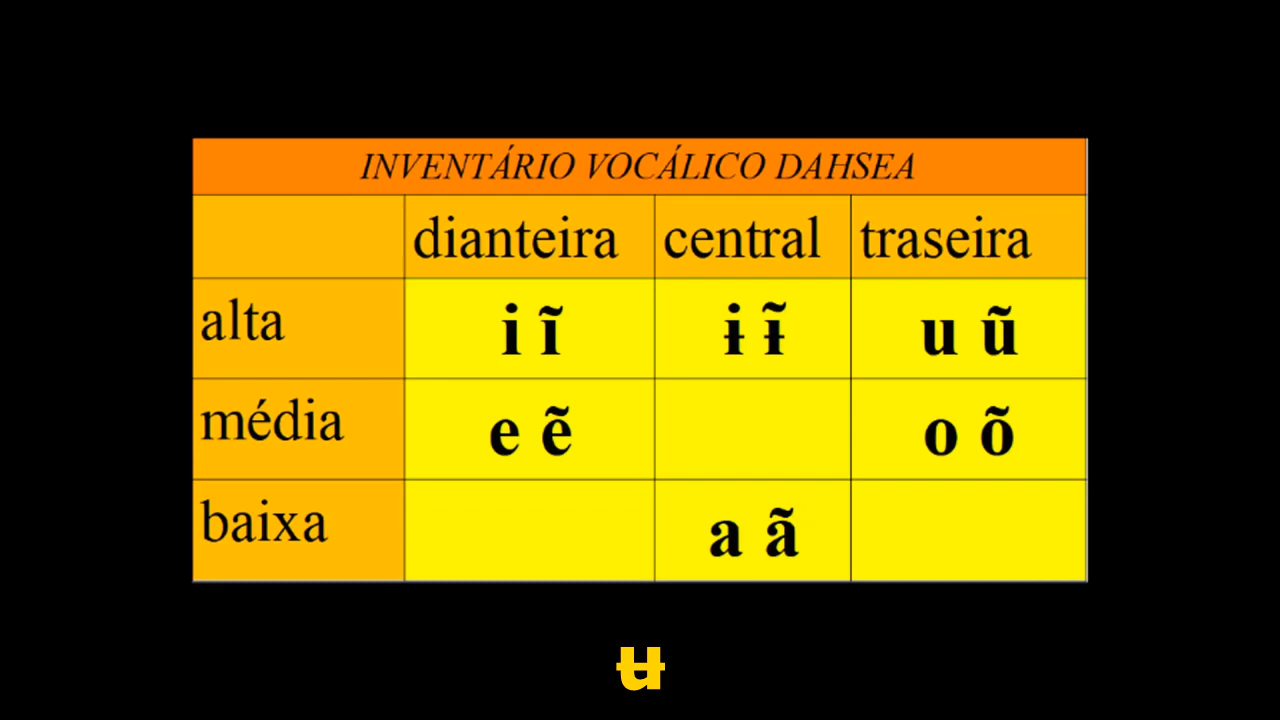 INVENTÁRIO VOCÁLICO DAHSEA
dianteira central traseira
alta i ĩ ɨ ɨ̃ u ũ
média e ẽ o õ
baixa a ã
ʉ